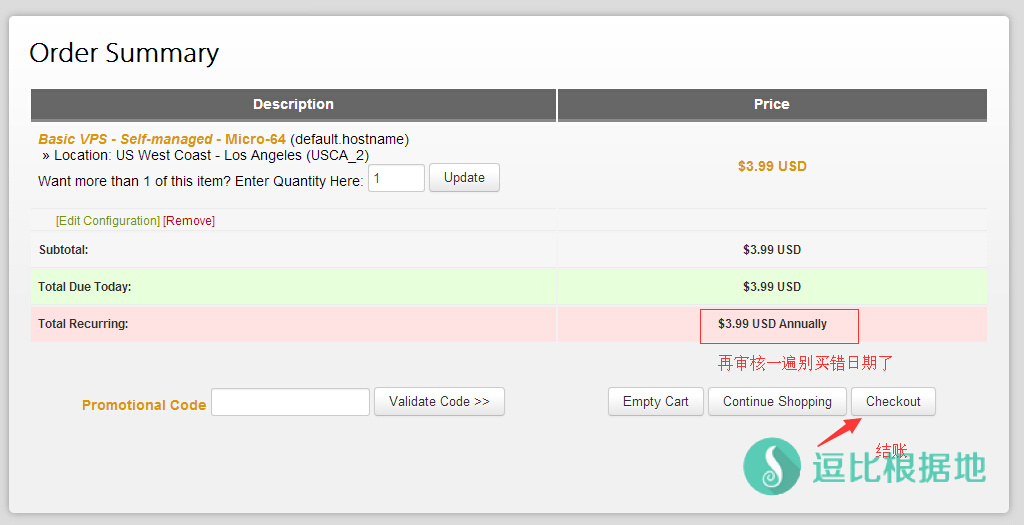 Order Summary
Description Price
Basic VPS - Self-managed - Micro-64 (default.hostname)
» Location: US West Coast - Los Angeles (USCA_2)
$3.99 USD
Want more than 1 of this item? Enter Quantity Here: 1 Update
[Edit Configuration] [Remove]
Subtotal: $3.99 USD
Total Due Today: $3.99 USD
Total Recurring: $3.99 USD Annually
再审核一遍别买错日期了
Promotional Code Validate Code >> Empty Cart Continue Shopping Checkout
结账
逗比根据地